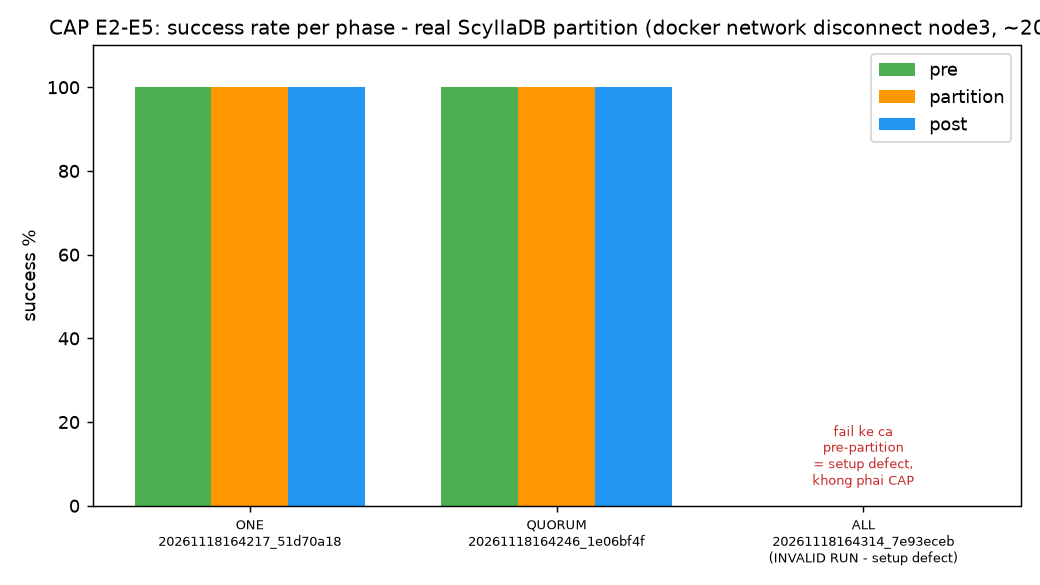 CAP E2-E5: success rate per phase - real ScyllaDB partition (docker network disconnect node3, ~20
pre
partition
post
success %
100
80
60
40
20
0
fail ke ca
pre-partition
= setup defect,
khong phai CAP
ONE
20261118164217_51d70a18
QUORUM
20261118164246_1e06bf4f
ALL
20261118164314_7e93eceb
(INVALID RUN - setup defect)